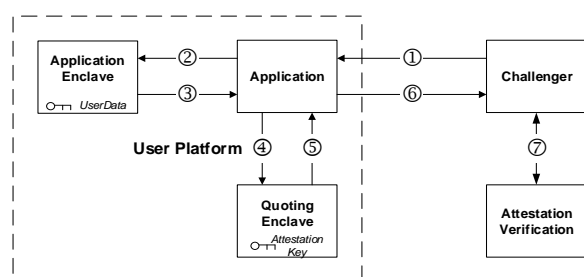 Application
Enclave
UserData
②
③
Application
①
⑥
Challenger
User Platform
④
⑤
⑦
Quoting
Enclave
Attestation
Key
Attestation
Verification